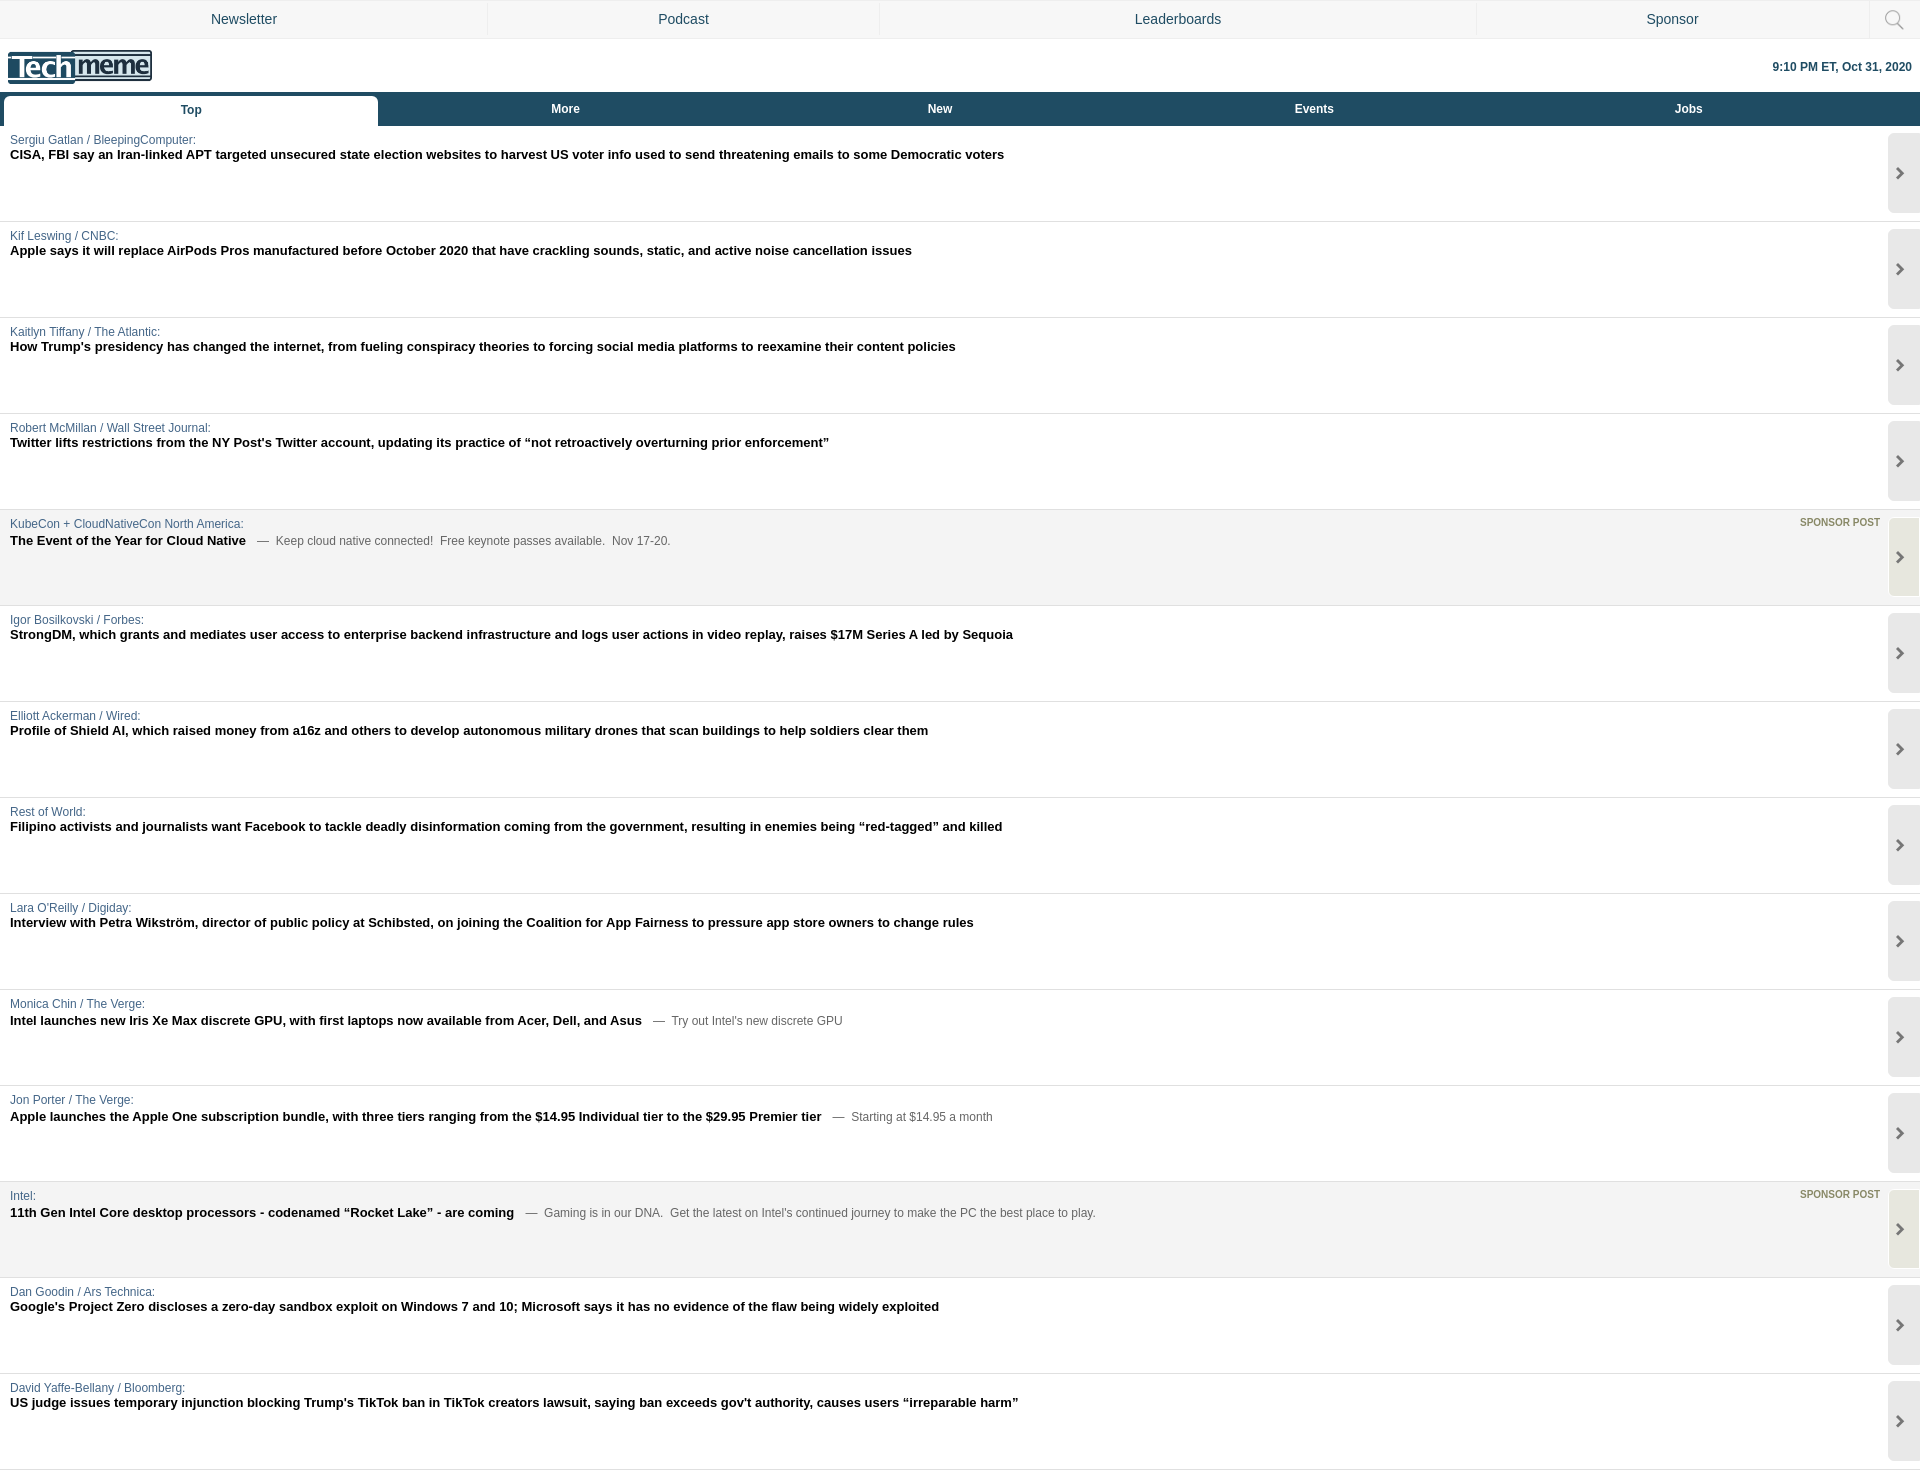 Newsletter
Podcast
Leaderboards
Sponsor
Techmeme
9:10 PM ET, Oct 31, 2020
Top
More
New
Events
Jobs
Sergiu Gatlan / BleepingComputer:
CISA, FBI say an Iran-linked APT targeted unsecured state election websites to harvest US voter info used to send threatening emails to some Democratic voters
Kif Leswing / CNBC:
Apple says it will replace AirPods Pros manufactured before October 2020 that have crackling sounds, static, and active noise cancellation issues
Kaitlyn Tiffany / The Atlantic:
How Trump's presidency has changed the internet, from fueling conspiracy theories to forcing social media platforms to reexamine their content policies
Robert McMillan / Wall Street Journal:
Twitter lifts restrictions from the NY Post's Twitter account, updating its practice of “not retroactively overturning prior enforcement”
KubeCon + CloudNativeCon North America:
SPONSOR POST
The Event of the Year for Cloud Native — Keep cloud native connected! Free keynote passes available. Nov 17-20.
Igor Bosilkovski / Forbes:
StrongDM, which grants and mediates user access to enterprise backend infrastructure and logs user actions in video replay, raises $17M Series A led by Sequoia
Elliott Ackerman / Wired:
Profile of Shield AI, which raised money from a16z and others to develop autonomous military drones that scan buildings to help soldiers clear them
Rest of World:
Filipino activists and journalists want Facebook to tackle deadly disinformation coming from the government, resulting in enemies being “red-tagged” and killed
Lara O'Reilly / Digiday:
Interview with Petra Wikström, director of public policy at Schibsted, on joining the Coalition for App Fairness to pressure app store owners to change rules
Monica Chin / The Verge:
Intel launches new Iris Xe Max discrete GPU, with first laptops now available from Acer, Dell, and Asus — Try out Intel's new discrete GPU
Jon Porter / The Verge:
Apple launches the Apple One subscription bundle, with three tiers ranging from the $14.95 Individual tier to the $29.95 Premier tier — Starting at $14.95 a month
Intel:
SPONSOR POST
11th Gen Intel Core desktop processors - codenamed “Rocket Lake” - are coming — Gaming is in our DNA. Get the latest on Intel's continued journey to make the PC the best place to play.
Dan Goodin / Ars Technica:
Google's Project Zero discloses a zero-day sandbox exploit on Windows 7 and 10; Microsoft says it has no evidence of the flaw being widely exploited
David Yaffe-Bellany / Bloomberg:
US judge issues temporary injunction blocking Trump's TikTok ban in TikTok creators lawsuit, saying ban exceeds gov't authority, causes users “irreparable harm”